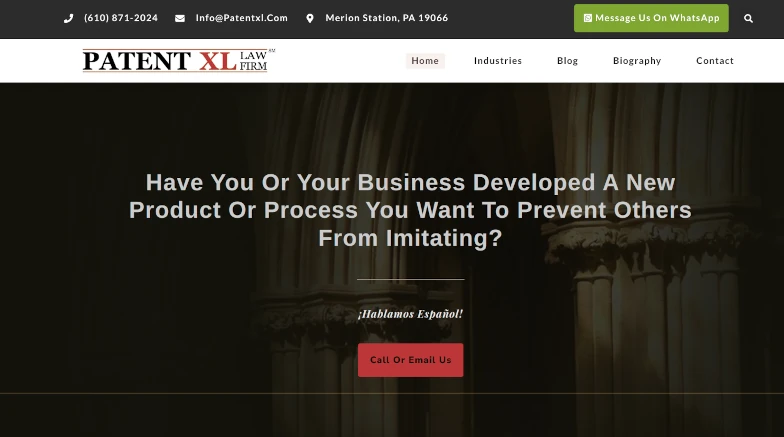 (610) 871-2024 Info@Patentxl.Com Merion Station, PA 19066 Message Us On WhatsApp
PATENT XL LAW FIRM SM
Home Industries Blog Biography Contact
Have You Or Your Business Developed A New
Product Or Process You Want To Prevent Others
From Imitating?
¡Hablamos Español!
Call Or Email Us